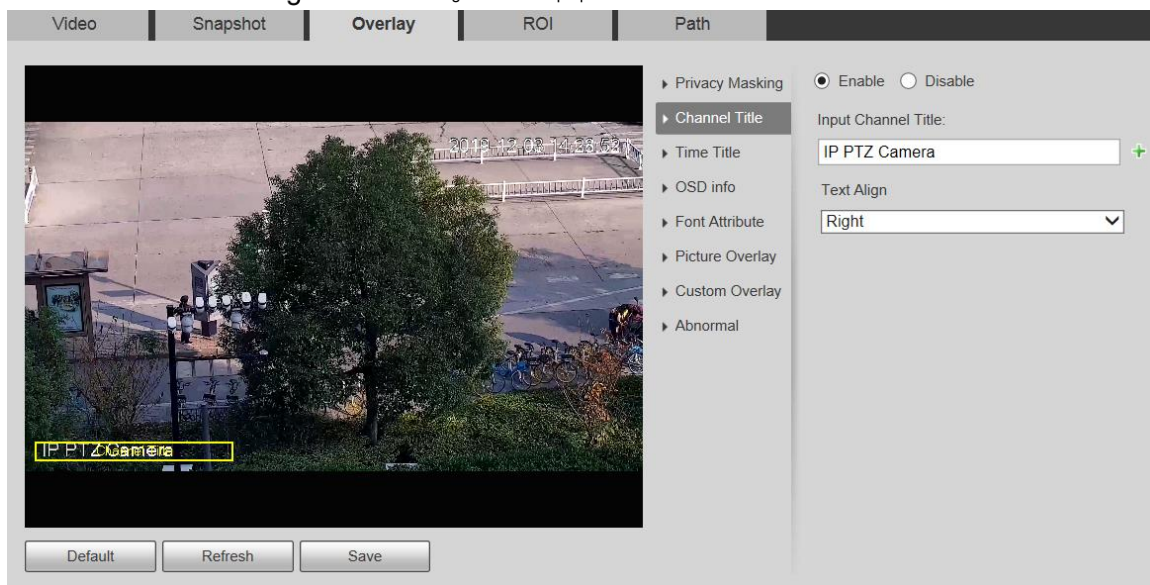 Video Snapshot Overlay ROI Path
Privacy Masking
Channel Title
Time Title
OSD info
Font Attribute
Picture Overlay
Custom Overlay
Abnormal
Enable Disable
Input Channel Title:
IP PTZ Camera
Text Align
Right
IP PTZ Camera
Default Refresh Save